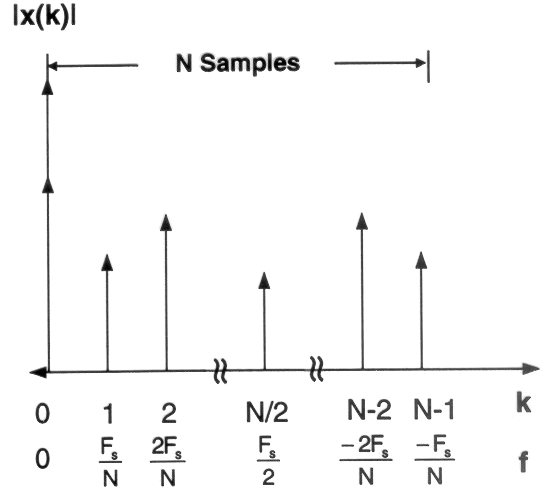 |x(k)|
N Samples
0 1 2 N/2 N-2 N-1 k
0 Fs/N 2Fs/N Fs/2 -2Fs/N -Fs/N f